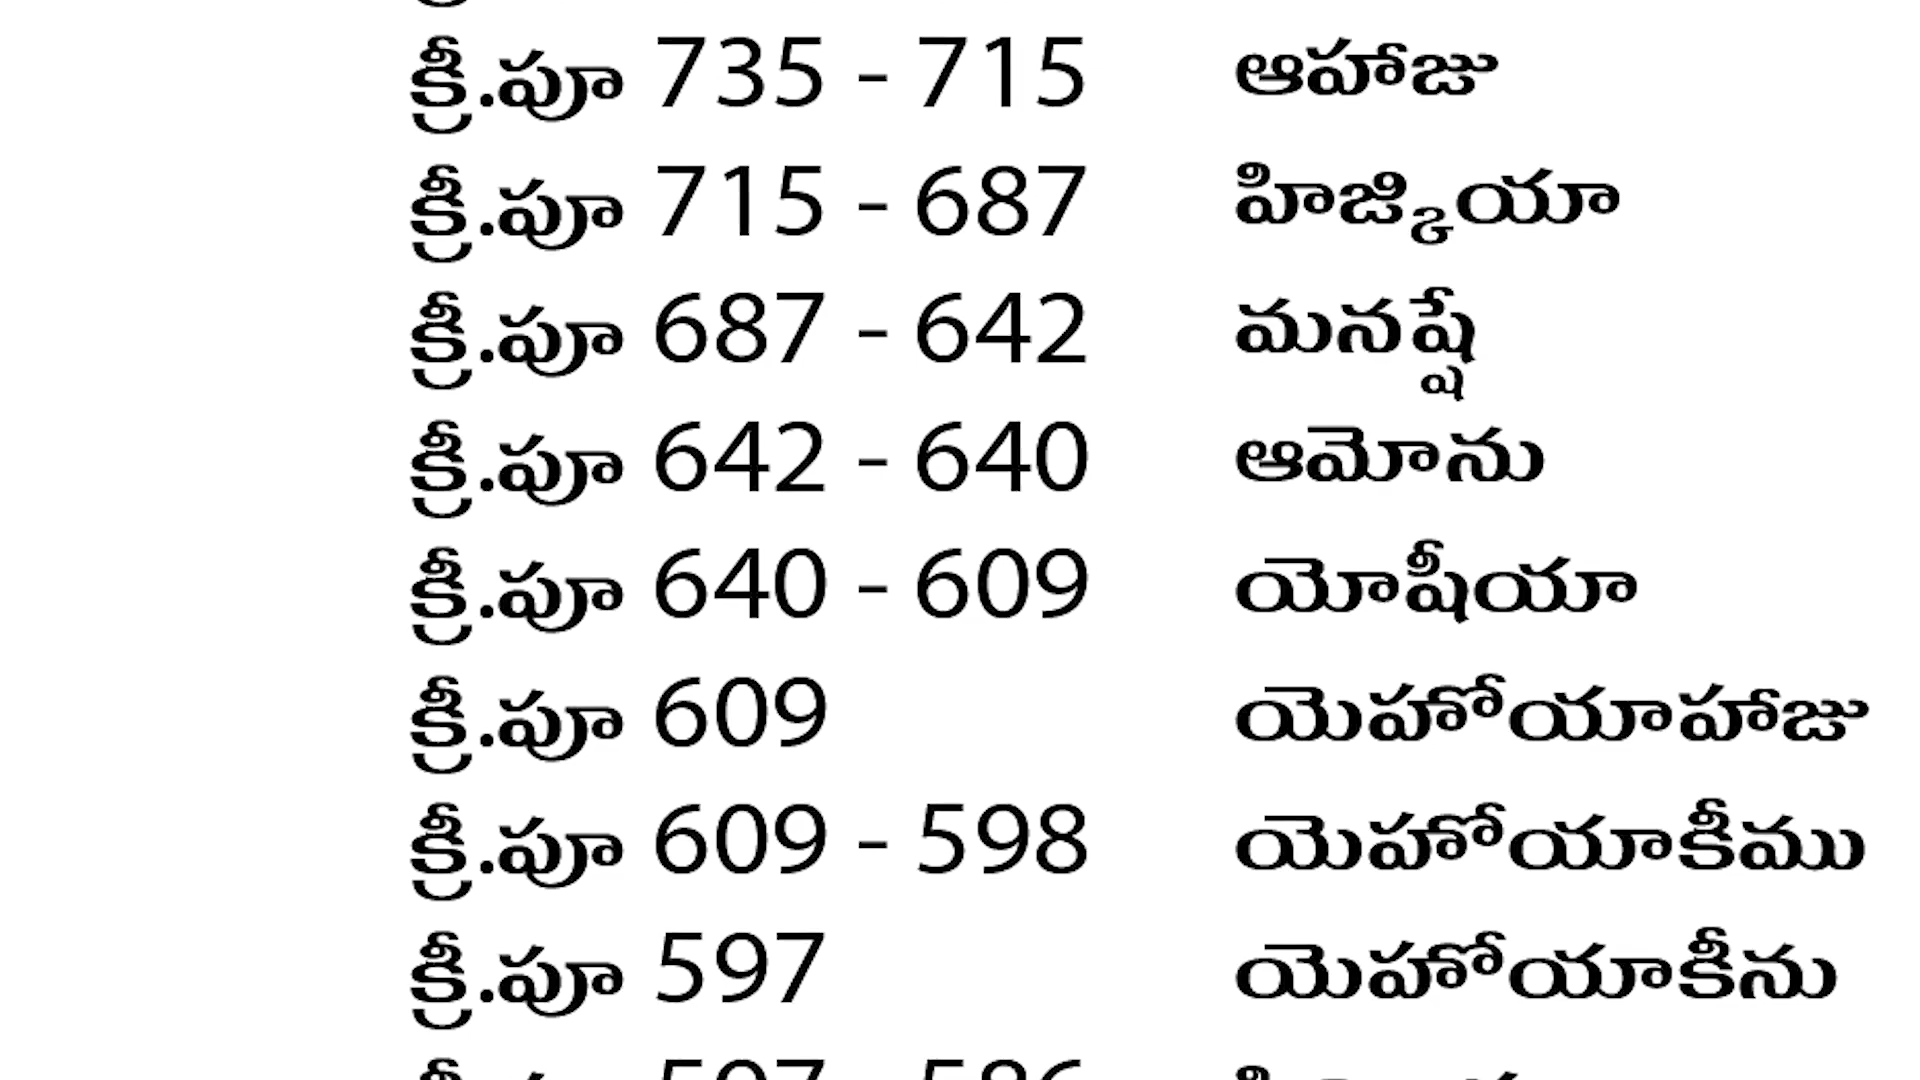 క్రీ.పూ 735 - 715 ఆహాజు
క్రీ.పూ 715 - 687 హిజ్కియా
క్రీ.పూ 687 - 642 మనష్షే
క్రీ.పూ 642 - 640 ఆమోను
క్రీ.పూ 640 - 609 యోషీయా
క్రీ.పూ 609 యెహోయాహాజు
క్రీ.పూ 609 - 598 యెహోయాకీము
క్రీ.పూ 597 యెహోయాకీను